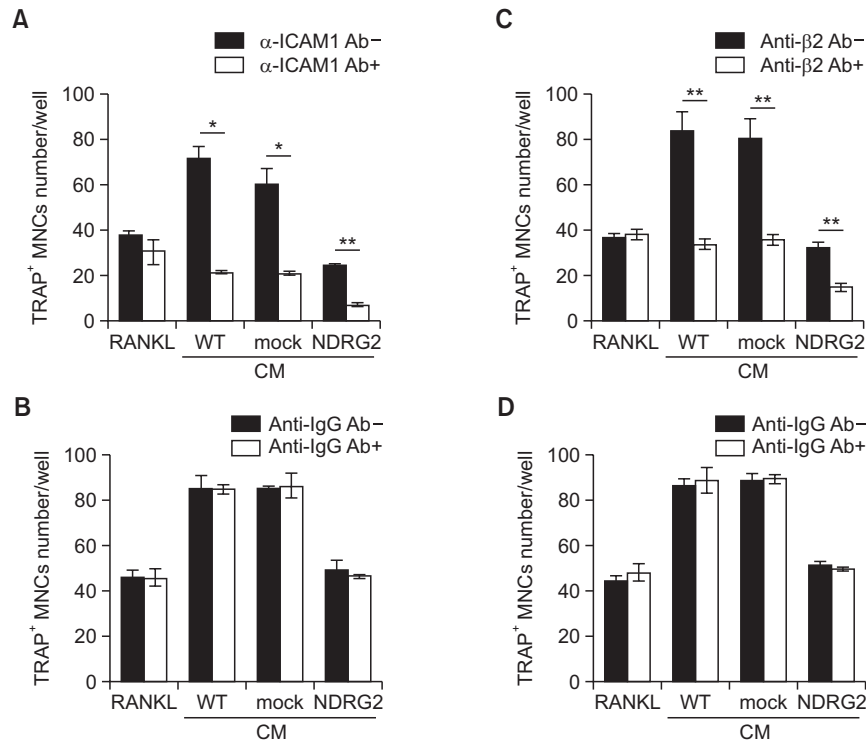 A
α-ICAM1 Ab−
α-ICAM1 Ab+
TRAP⁺ MNCs number/well
100
80
60
40
20
0
*
*
**
RANKL WT mock NDRG2
CM
B
Anti-IgG Ab−
Anti-IgG Ab+
TRAP⁺ MNCs number/well
100
80
60
40
20
0
RANKL WT mock NDRG2
CM
C
Anti-β2 Ab−
Anti-β2 Ab+
TRAP⁺ MNCs number/well
100
80
60
40
20
0
**
**
**
RANKL WT mock NDRG2
CM
D
Anti-IgG Ab−
Anti-IgG Ab+
TRAP⁺ MNCs number/well
100
80
60
40
20
0
RANKL WT mock NDRG2
CM